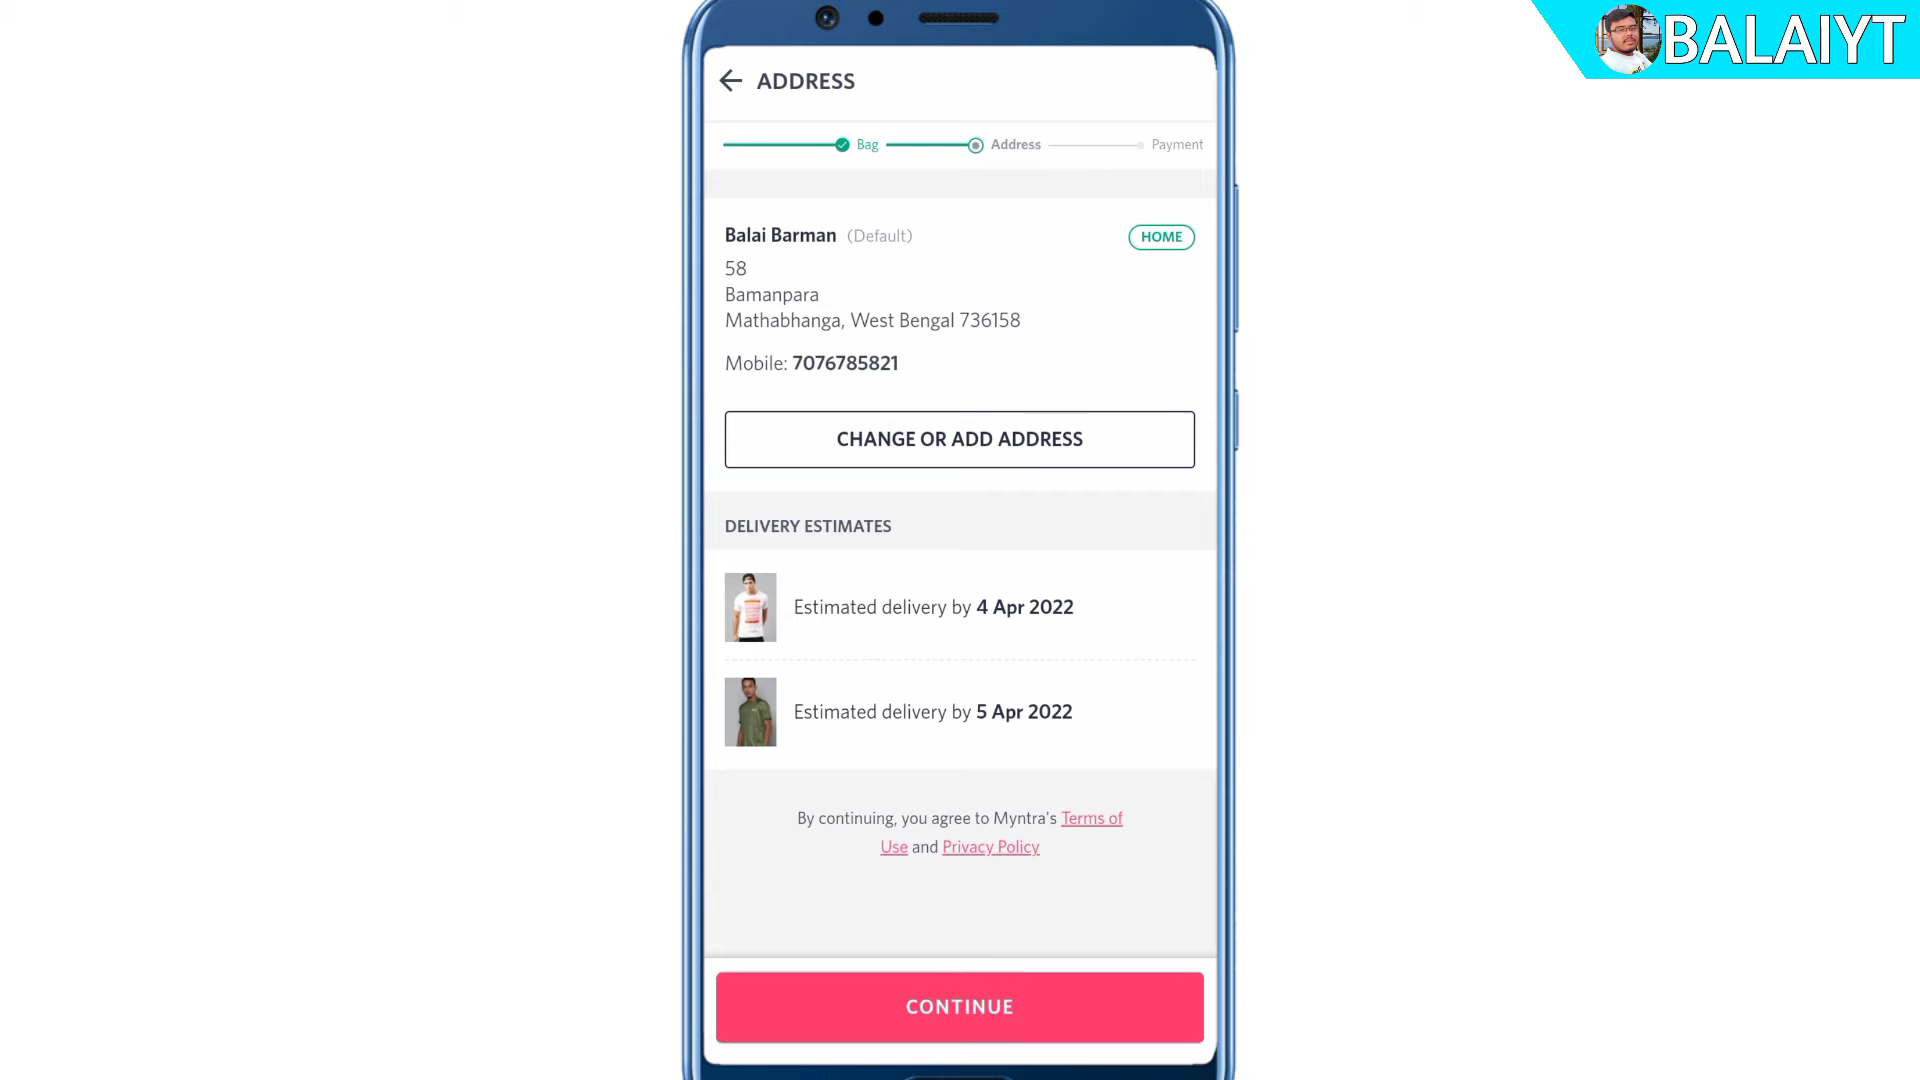 BALAIYT
ADDRESS
Bag Address Payment
Balai Barman (Default) HOME
58
Bamanpara
Mathabhanga, West Bengal 736158
Mobile: 7076785821
CHANGE OR ADD ADDRESS
DELIVERY ESTIMATES
Estimated delivery by 4 Apr 2022
Estimated delivery by 5 Apr 2022
By continuing, you agree to Myntra's Terms of
Use and Privacy Policy
CONTINUE